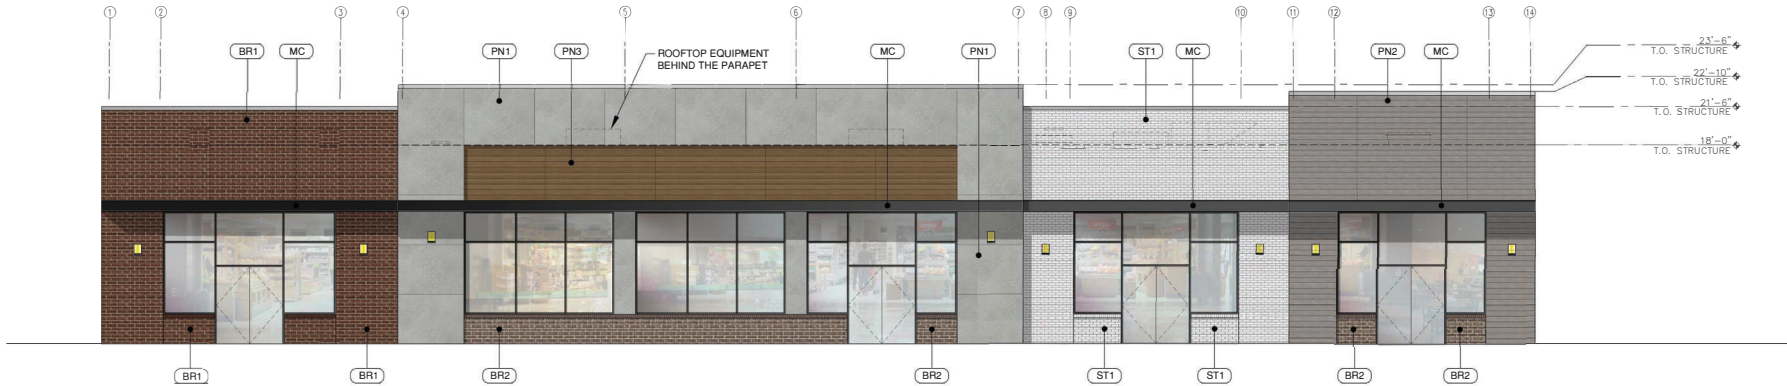 1 2 3 4 5 6 7 8 9 10 11 12 13 14
BR1 MC PN1 PN3 MC PN1 ST1 MC PN2 MC
ROOFTOP EQUIPMENT
BEHIND THE PARAPET
23'-6"
T.O. STRUCTURE
22'-10"
T.O. STRUCTURE
21'-6"
T.O. STRUCTURE
18'-0"
T.O. STRUCTURE
BR1 BR1 BR2 BR2 ST1 ST1 BR2 BR2